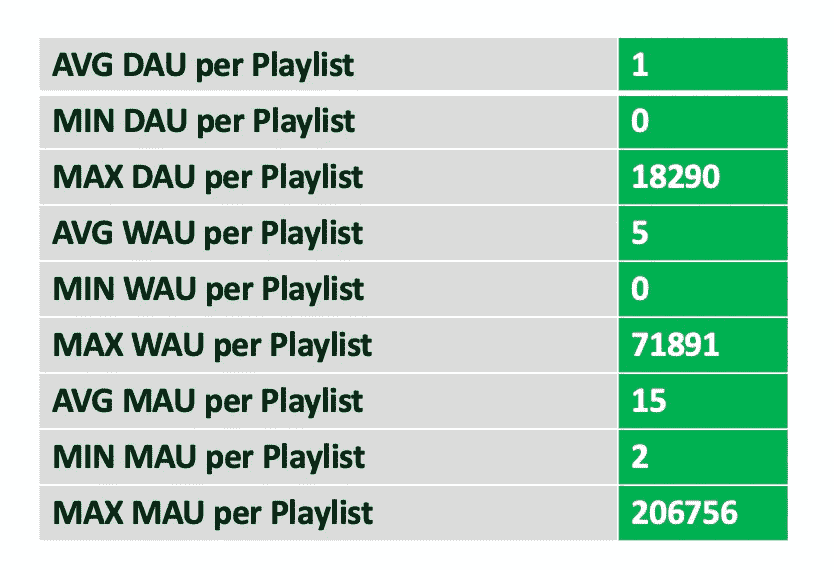 AVG DAU per Playlist 1
MIN DAU per Playlist 0
MAX DAU per Playlist 18290
AVG WAU per Playlist 5
MIN WAU per Playlist 0
MAX WAU per Playlist 71891
AVG MAU per Playlist 15
MIN MAU per Playlist 2
MAX MAU per Playlist 206756